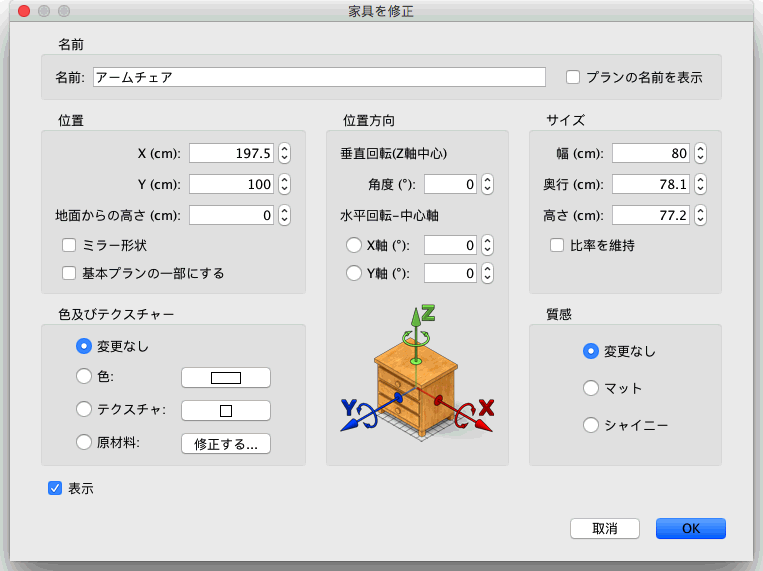 家具を修正
名前
名前: アームチェア プランの名前を表示
位置
X (cm): 197.5
Y (cm): 100
地面からの高さ (cm): 0
ミラー形状
基本プランの一部にする
位置方向
垂直回転(Z軸中心)
角度 (°): 0
水平回転-中心軸
X軸 (°): 0
Y軸 (°): 0
サイズ
幅 (cm): 80
奥行 (cm): 78.1
高さ (cm): 77.2
比率を維持
色及びテクスチャー
変更なし
色:
テクスチャ:
原材料: 修正する...
Z
Y
X
質感
変更なし
マット
シャイニー
表示
取消
OK